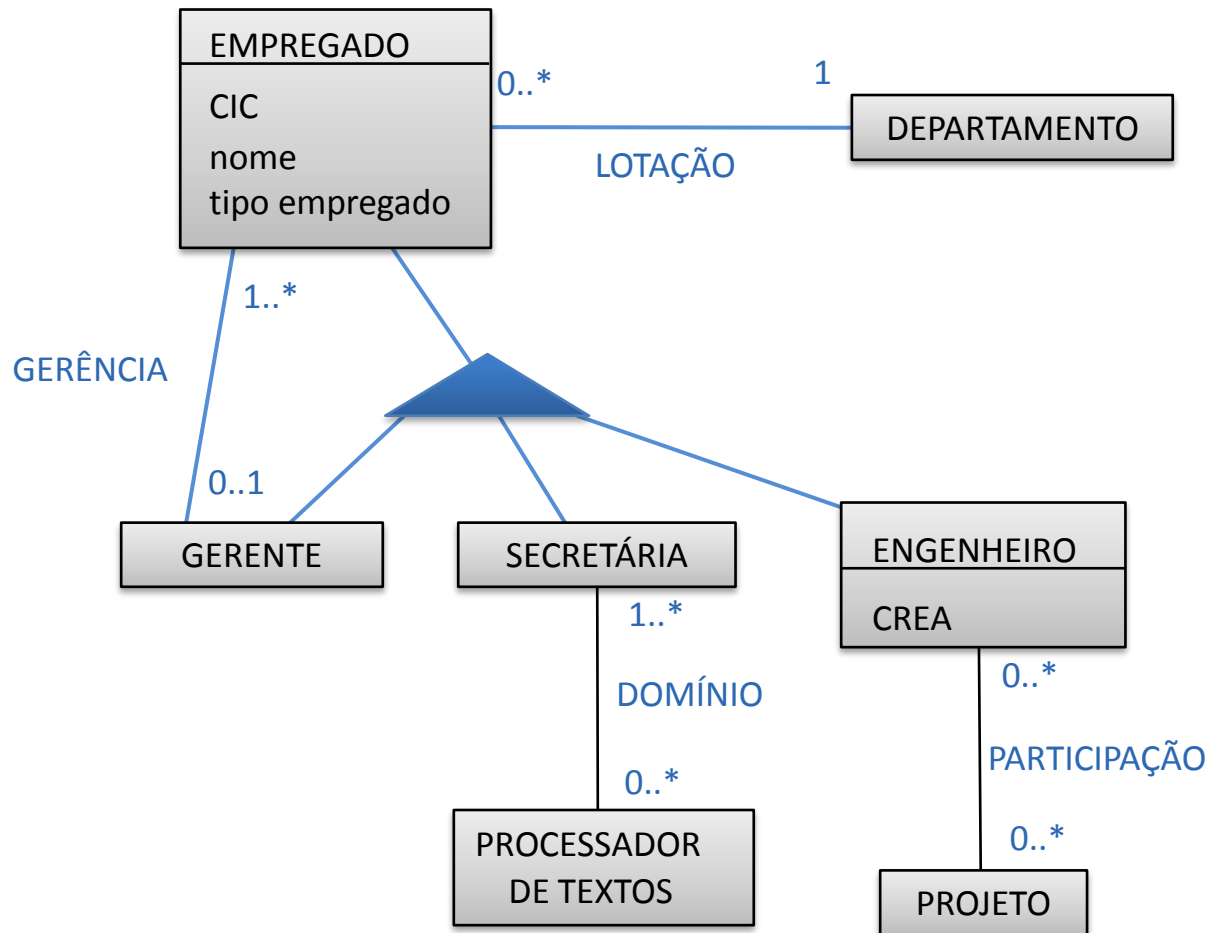 EMPREGADO
CIC
nome
tipo empregado
0..*
1
DEPARTAMENTO
LOTAÇÃO
1..*
GERÊNCIA
0..1
GERENTE
SECRETÁRIA
ENGENHEIRO
CREA
1..*
DOMÍNIO
0..*
0..*
PARTICIPAÇÃO
0..*
PROCESSADOR
DE TEXTOS
PROJETO